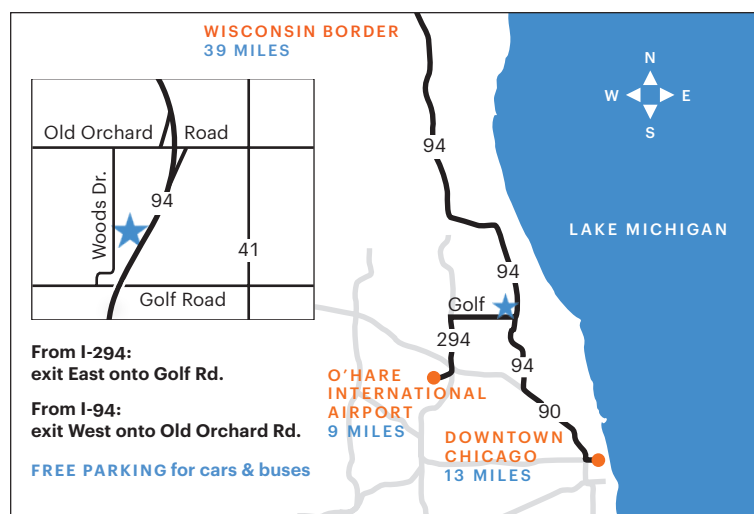 WISCONSIN BORDER
39 MILES
N
W E
S
94
Old Orchard Road
Woods Dr.
94
41
Golf Road
LAKE MICHIGAN
94
Golf
294
94
90
From I-294:
exit East onto Golf Rd.
From I-94:
exit West onto Old Orchard Rd.
FREE PARKING for cars & buses
O'HARE
INTERNATIONAL
AIRPORT
9 MILES
DOWNTOWN
CHICAGO
13 MILES